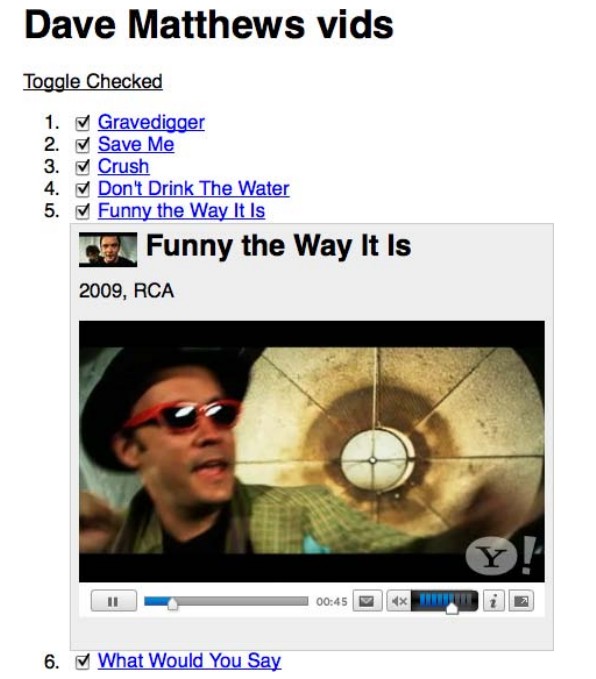 Dave Matthews vids
Toggle Checked
1. Gravedigger
2. Save Me
3. Crush
4. Don't Drink The Water
5. Funny the Way It Is
Funny the Way It Is
2009, RCA
Y!
00:45
i
6. What Would You Say